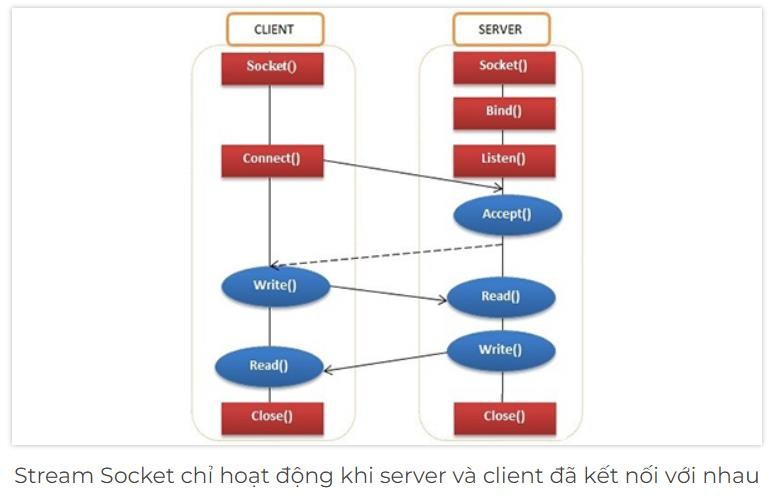 CLIENT
SERVER
Socket()
Socket()
Bind()
Connect()
Listen()
Accept()
Write()
Read()
Write()
Read()
Close()
Close()
Stream Socket chỉ hoạt động khi server và client đã kết nối với nhau